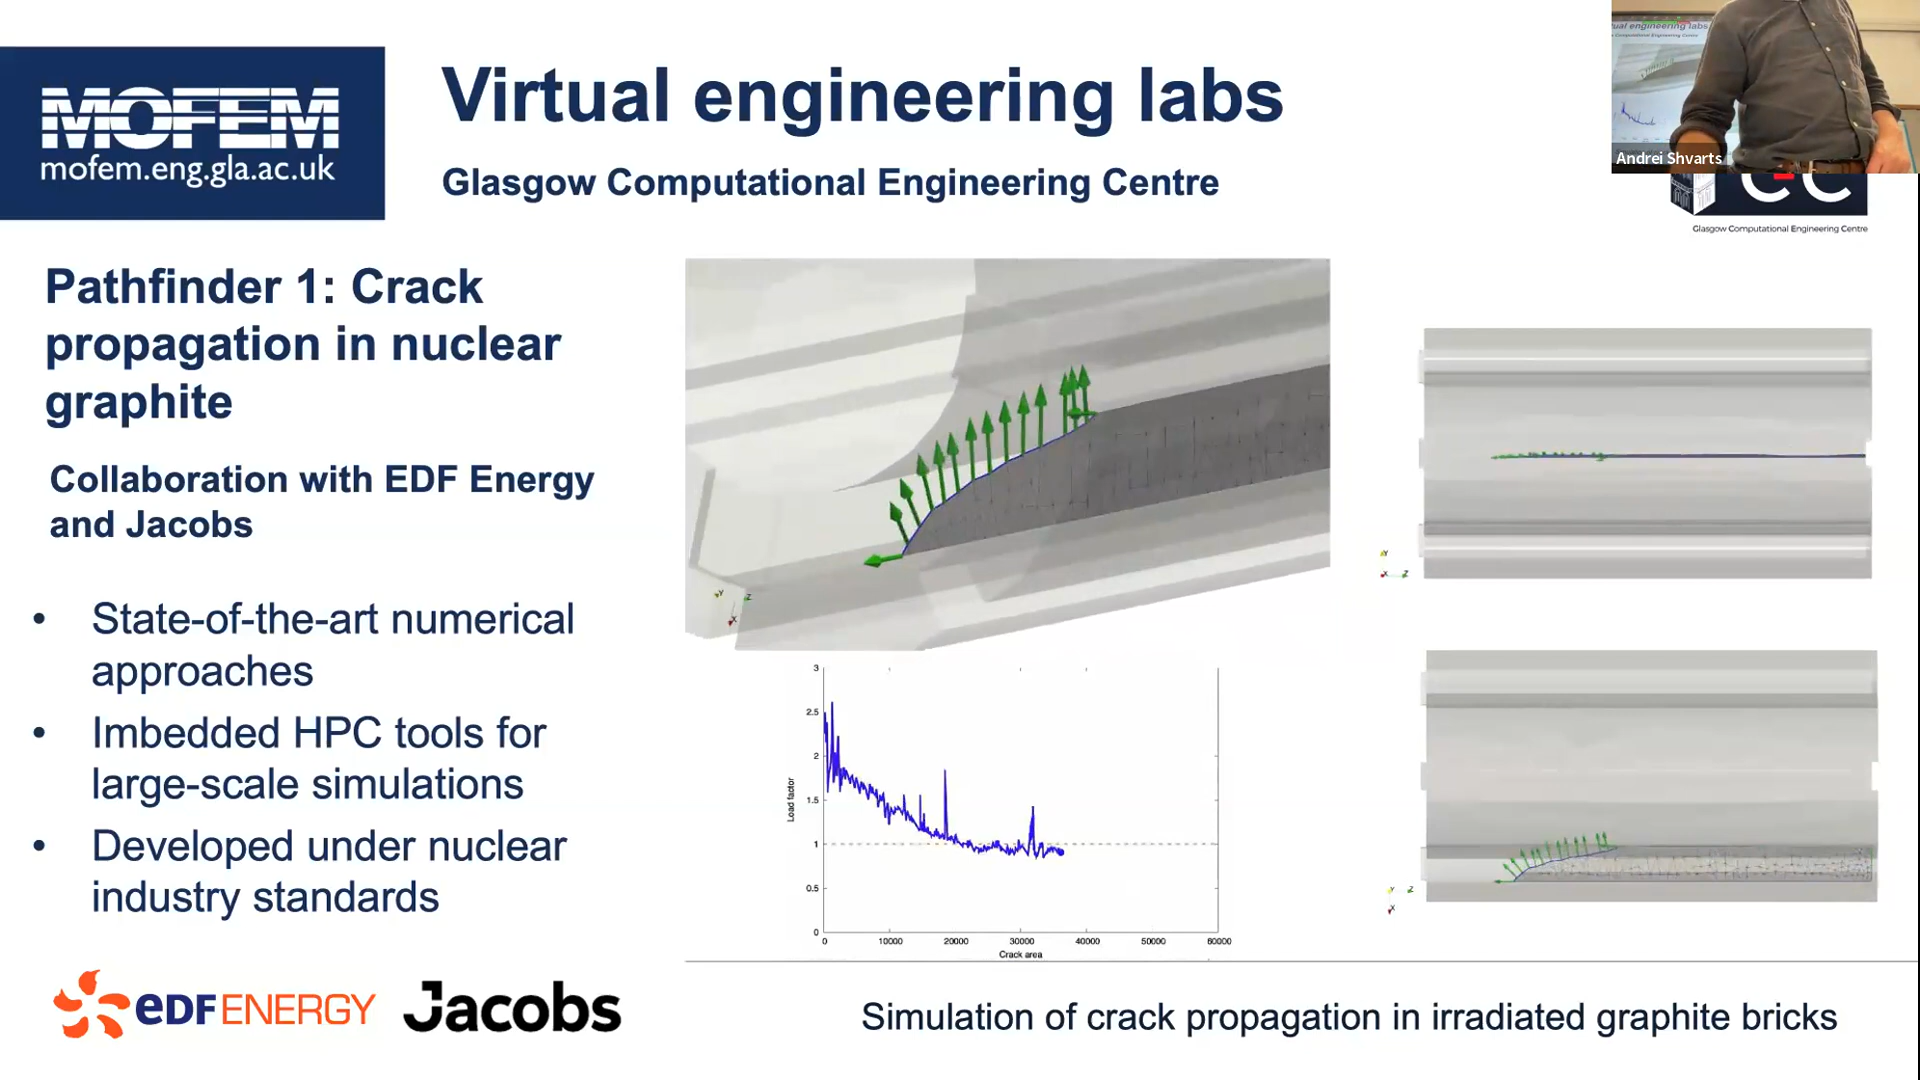 MOFEM
mofem.eng.gla.ac.uk
Virtual engineering labs
Glasgow Computational Engineering Centre
Andrei Shvarts
Glasgow Computational Engineering Centre
Pathfinder 1: Crack
propagation in nuclear
graphite
Collaboration with EDF Energy
and Jacobs
• State-of-the-art numerical
approaches
• Imbedded HPC tools for
large-scale simulations
• Developed under nuclear
industry standards
EDF ENERGY
Jacobs
3
2.5
2
1.5
1
0.5
0
Load factor
0 10000 20000 30000 40000 50000 60000
Crack area
Simulation of crack propagation in irradiated graphite bricks